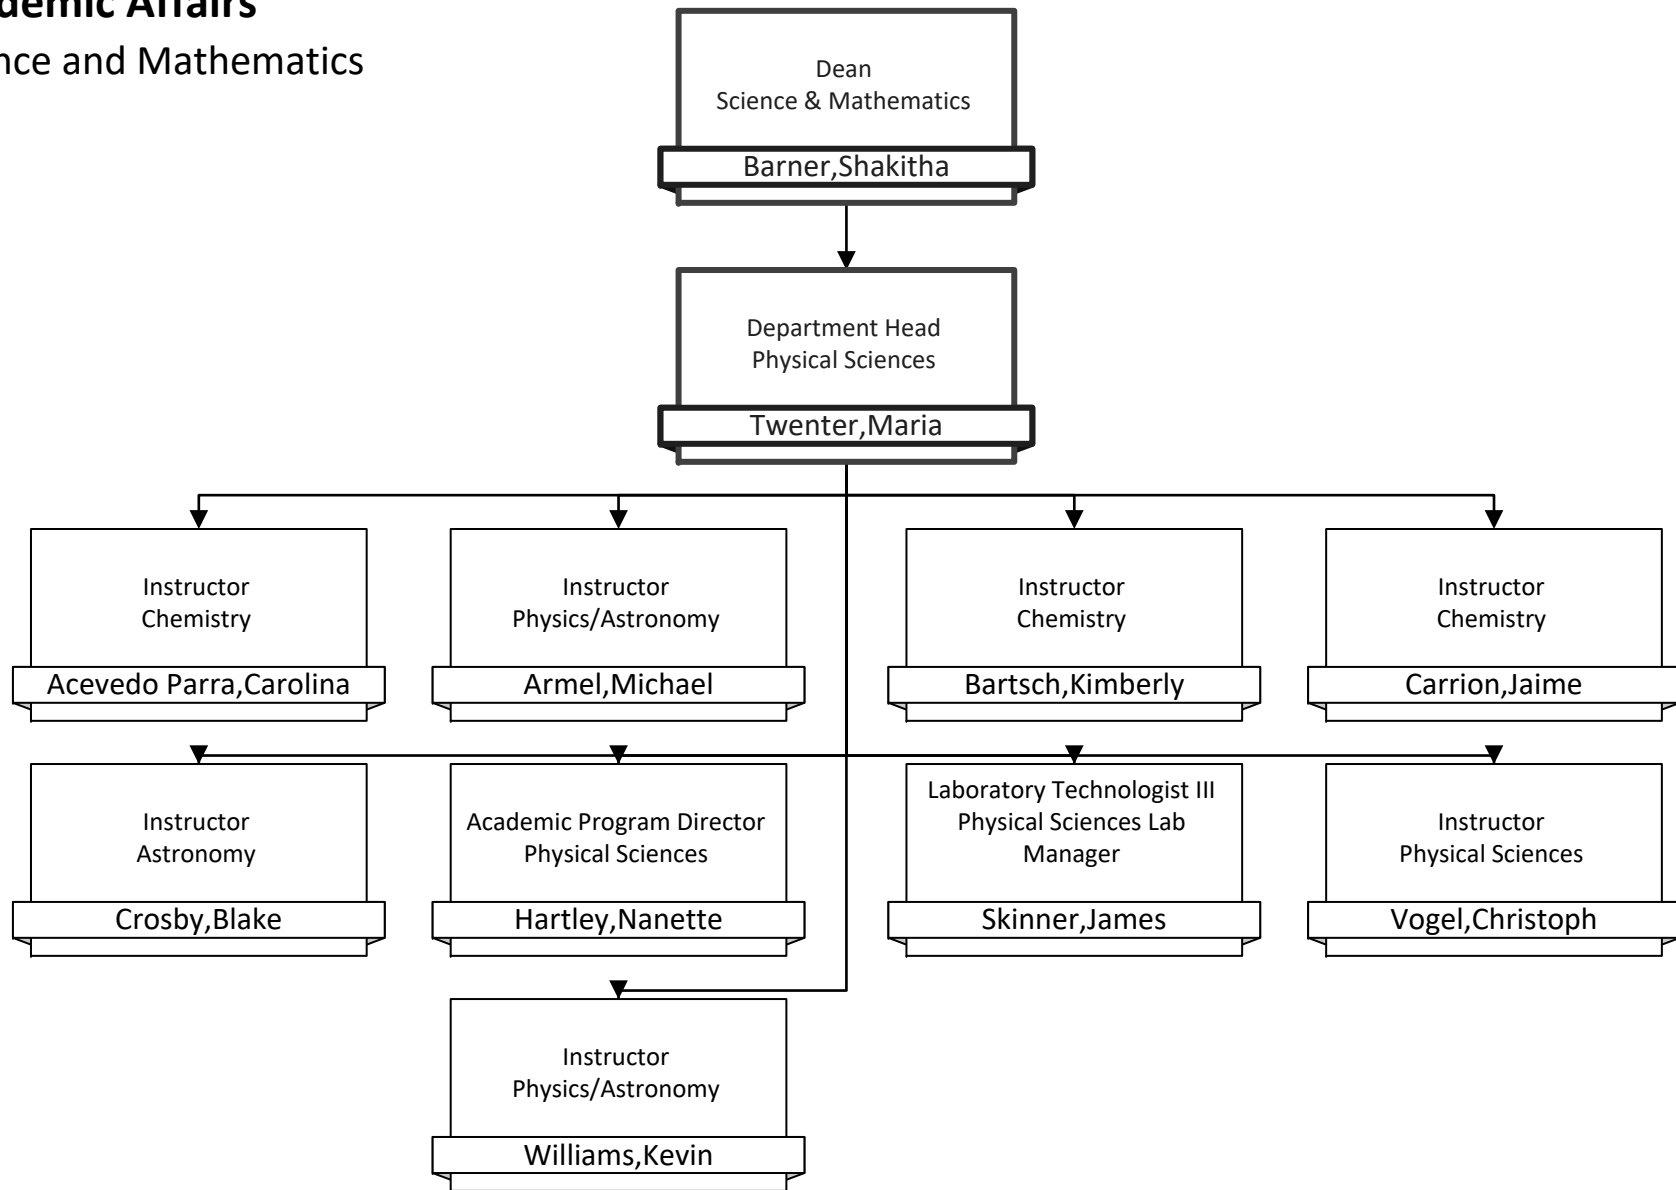 Affairs
and Mathematics
Dean
Science & Mathematics
Barner,Shakitha
Department Head
Physical Sciences
Twenter,Maria
Instructor
Chemistry
Acevedo Parra,Carolina
Instructor
Physics/Astronomy
Armel,Michael
Instructor
Chemistry
Bartsch,Kimberly
Instructor
Chemistry
Carrion,Jaime
Instructor
Astronomy
Crosby,Blake
Academic Program Director
Physical Sciences
Hartley,Nanette
Laboratory Technologist III
Physical Sciences Lab
Manager
Skinner,James
Instructor
Physical Sciences
Vogel,Christoph
Instructor
Physics/Astronomy
Williams,Kevin